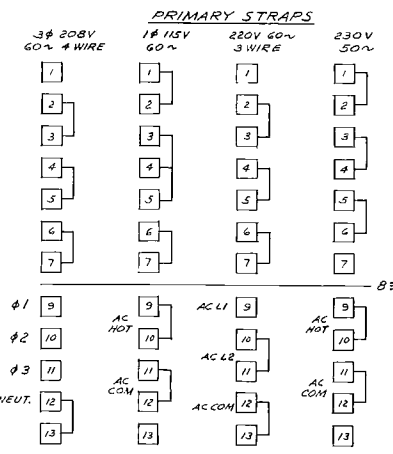 PRIMARY STRAPS
3φ 208V 1φ 115V 220V 60~ 230V
60~ 4 WIRE 60~ 3 WIRE 50~
1 1 1 1
2 2 2 2
3 3 3 3
4 4 4 4
5 5 5 5
6 6 6 6
7 7 7 7
φ1 9 AC HOT 9 AC L1 9 AC HOT 9
φ2 10 10 AC L2 10 10
φ3 11 AC COM 11 11 AC COM 11
NEUT. 12 12 AC COM 12 12
13 13 13 13